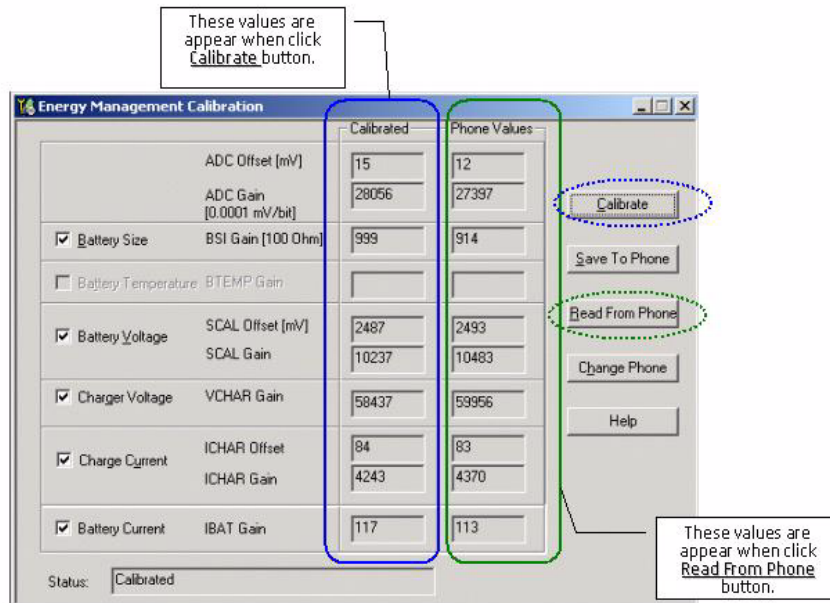 These values are
appear when click
Calibrate button.
Energy Management Calibration
Calibrated Phone Values
ADC Offset [mV] 15 12
ADC Gain
[0.0001 mV/bit] 28056 27397
Calibrate
Battery Size BSI Gain [100 Ohm] 999 914
Save To Phone
Battery Temperature BTEMP Gain
Read From Phone
Battery Voltage SCAL Offset [mV] 2487 2493
SCAL Gain 10237 10483
Change Phone
Charger Voltage VCHAR Gain 58437 59956
Help
Charge Current ICHAR Offset 84 83
ICHAR Gain 4243 4370
Battery Current IBAT Gain 117 113
Status: Calibrated
These values are
appear when click
Read From Phone
button.